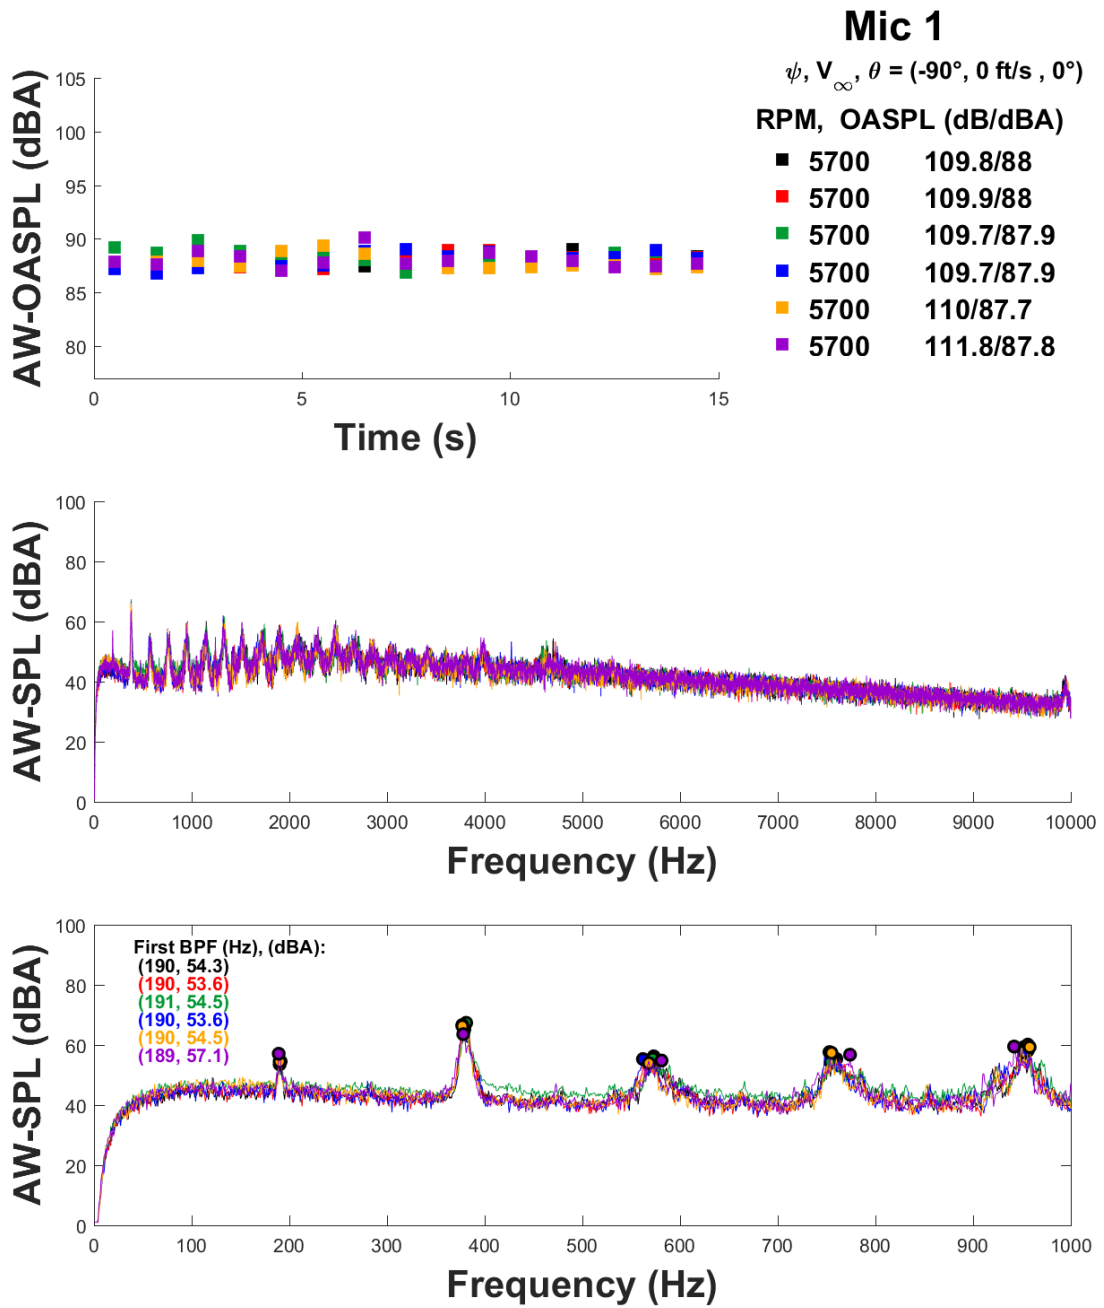 Mic 1
ψ, V∞, θ = (-90°, 0 ft/s , 0°)
RPM, OASPL (dB/dBA)
5700 109.8/88
5700 109.9/88
5700 109.7/87.9
5700 109.7/87.9
5700 110/87.7
5700 111.8/87.8
AW-OASPL (dBA)
105
100
95
90
85
80
0 5 10 15
Time (s)
AW-SPL (dBA)
100
80
60
40
20
0
0 1000 2000 3000 4000 5000 6000 7000 8000 9000 10000
Frequency (Hz)
AW-SPL (dBA)
100
80
60
40
20
0
First BPF (Hz), (dBA):
(190, 54.3)
(190, 53.6)
(191, 54.5)
(190, 53.6)
(190, 54.5)
(189, 57.1)
0 100 200 300 400 500 600 700 800 900 1000
Frequency (Hz)